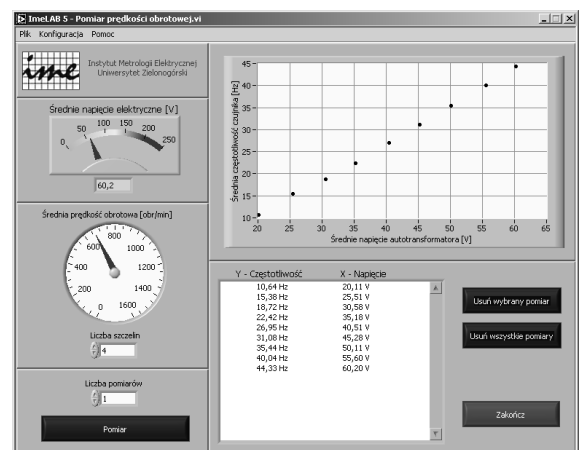 ImeLAB 5 - Pomiar prędkości obrotowej.vi
Plik Konfiguracja Pomoc
ime
Instytut Metrologii Elektrycznej
Uniwersytet Zielonogórski
Średnie napięcie elektryczne [V]
0 50 100 150 200 250
60,2
Średnia prędkość obrotowa [obr/min]
0 200 400 600 800 1000 1200 1600
Liczba szczelin
4
Liczba pomiarów
1
Pomiar
Średnia częstotliwość czujnika [Hz]
45
40
35
30
25
20
15
10
20 25 30 35 40 45 50 55 60 65
Średnie napięcie autotransformatora [V]
Y - Częstotliwość X - Napięcie
10,64 Hz 20,11 V
15,38 Hz 25,51 V
18,72 Hz 30,58 V
22,42 Hz 35,18 V
26,95 Hz 40,51 V
31,08 Hz 45,28 V
35,44 Hz 50,11 V
40,04 Hz 55,60 V
44,33 Hz 60,20 V
Usuń wybrany pomiar
Usuń wszystkie pomiary
Zakończ